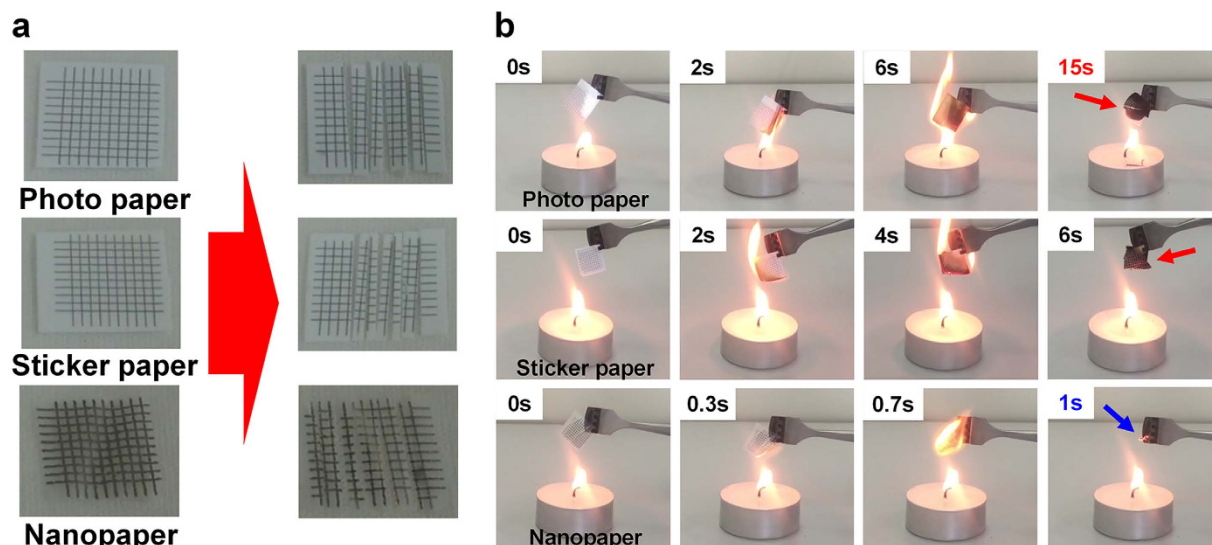 a
Photo paper
Sticker paper
Nanopaper
b
0s
2s
6s
15s
Photo paper
0s
2s
4s
6s
Sticker paper
0s
0.3s
0.7s
1s
Nanopaper